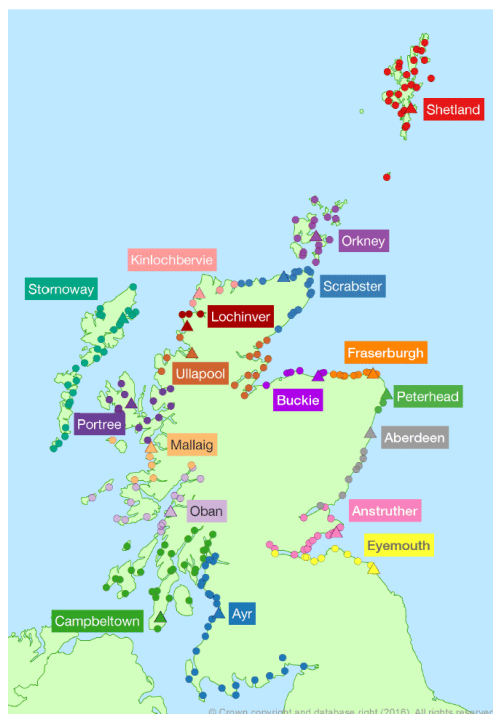 Shetland
Orkney
Kinlochbervie
Scrabster
Stornoway
Lochinver
Fraserburgh
Ullapool
Peterhead
Buckie
Portree
Aberdeen
Mallaig
Oban
Anstruther
Eyemouth
Campbeltown
Ayr
© Crown copyright and database right (2016). All rights reserved